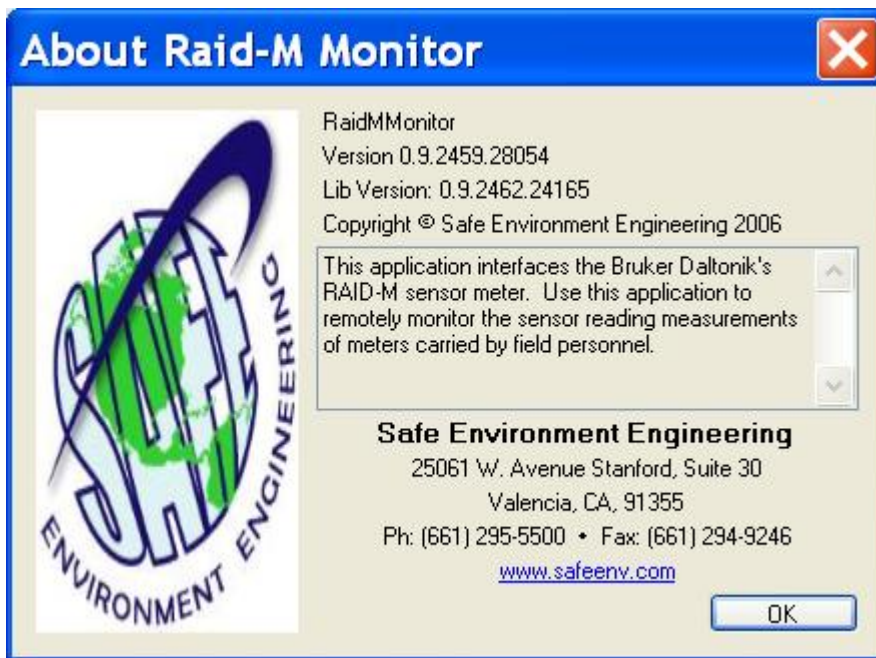 About Raid-M Monitor
RaidMMonitor
Version 0.9.2459.28054
Lib Version: 0.9.2462.24165
Copyright © Safe Environment Engineering 2006
This application interfaces the Bruker Daltonik's
RAID-M sensor meter.  Use this application to
remotely monitor the sensor reading measurements
of meters carried by field personnel.
SAFE
ENVIRONMENT ENGINEERING
Safe Environment Engineering
25061 W. Avenue Stanford, Suite 30
Valencia, CA, 91355
Ph: (661) 295-5500 • Fax: (661) 294-9246
www.safeenv.com
OK